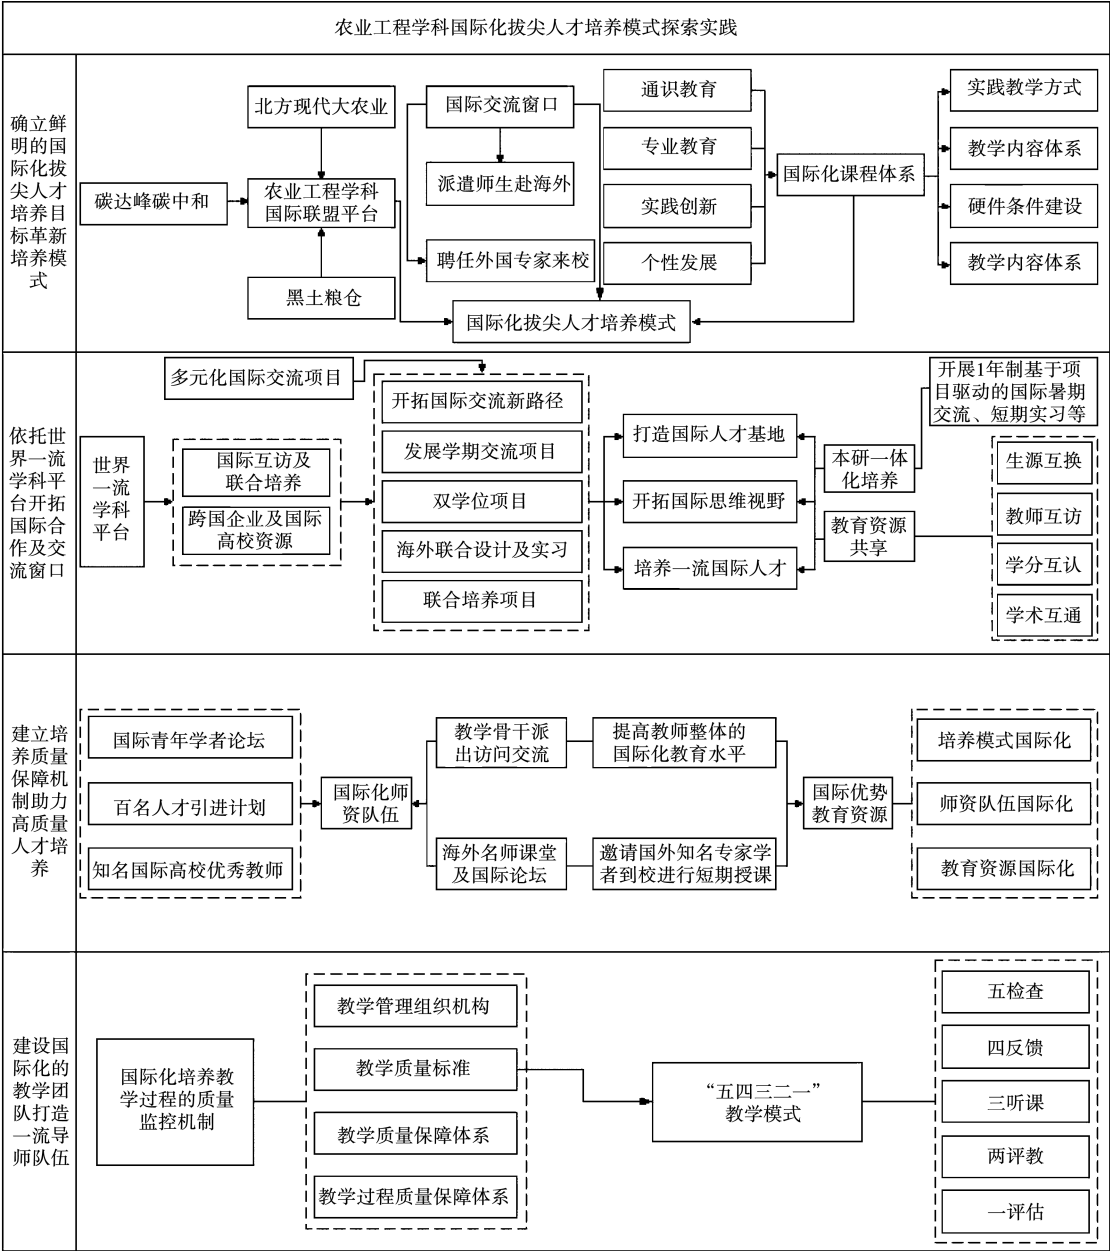 农业工程学科国际化拔尖人才培养模式探索实践
确立鲜
明的国
际化拔
尖人才
培养目
标革新
培养模
式
碳达峰碳中和
北方现代大农业
农业工程学科
国际联盟平台
黑土粮仓
国际交流窗口
派遣师生赴海外
聘任外国专家来校
国际化拔尖人才培养模式
通识教育
专业教育
实践创新
个性发展
国际化课程体系
实践教学方式
教学内容体系
硬件条件建设
教学内容体系
依托世
界一流
学科平
台开拓
国际合
作及交
流窗口
多元化国际交流项目
世界
一流
学科
平台
国际互访及
联合培养
跨国企业及国际
高校资源
开拓国际交流新路径
发展学期交流项目
双学位项目
海外联合设计及实习
联合培养项目
打造国际人才基地
开拓国际思维视野
培养一流国际人才
本研一体
化培养
教育资源
共享
开展1年制基于项
目驱动的国际暑期
交流、短期实习等
生源互换
教师互访
学分互认
学术互通
建立培
养质量
保障机
制助力
高质量
人才培
养
国际青年学者论坛
百名人才引进计划
知名国际高校优秀教师
国际化师
资队伍
教学骨干派
出访问交流
海外名师课堂
及国际论坛
提高教师整体的
国际化教育水平
邀请国外知名专家学
者到校进行短期授课
国际优势
教育资源
培养模式国际化
师资队伍国际化
教育资源国际化
建设国
际化的
教学团
队打造
一流导
师队伍
国际化培养教
学过程的质量
监控机制
教学管理组织机构
教学质量标准
教学质量保障体系
教学过程质量保障体系
“五四三二一”
教学模式
五检查
四反馈
三听课
两评教
一评估